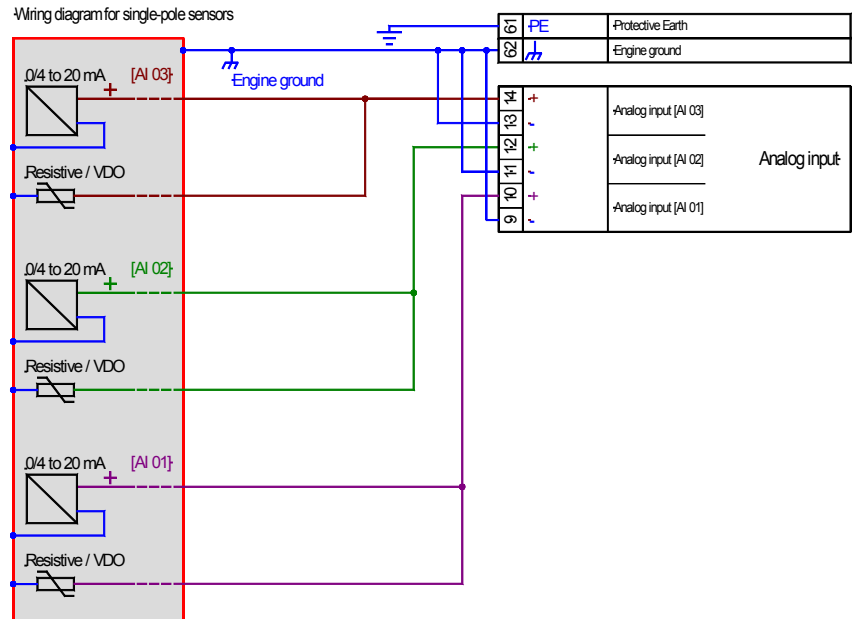 Wiring diagram for single-pole sensors
61 PE Protective Earth
62 Engine ground
Engine ground
0/4 to 20 mA
+
[AI 03]
Resistive / VDO
14 +
13 -
Analog input [AI 03]
12 +
11 -
Analog input [AI 02]
10 +
9 -
Analog input [AI 01]
Analog input
0/4 to 20 mA
+
[AI 02]
Resistive / VDO
0/4 to 20 mA
+
[AI 01]
Resistive / VDO